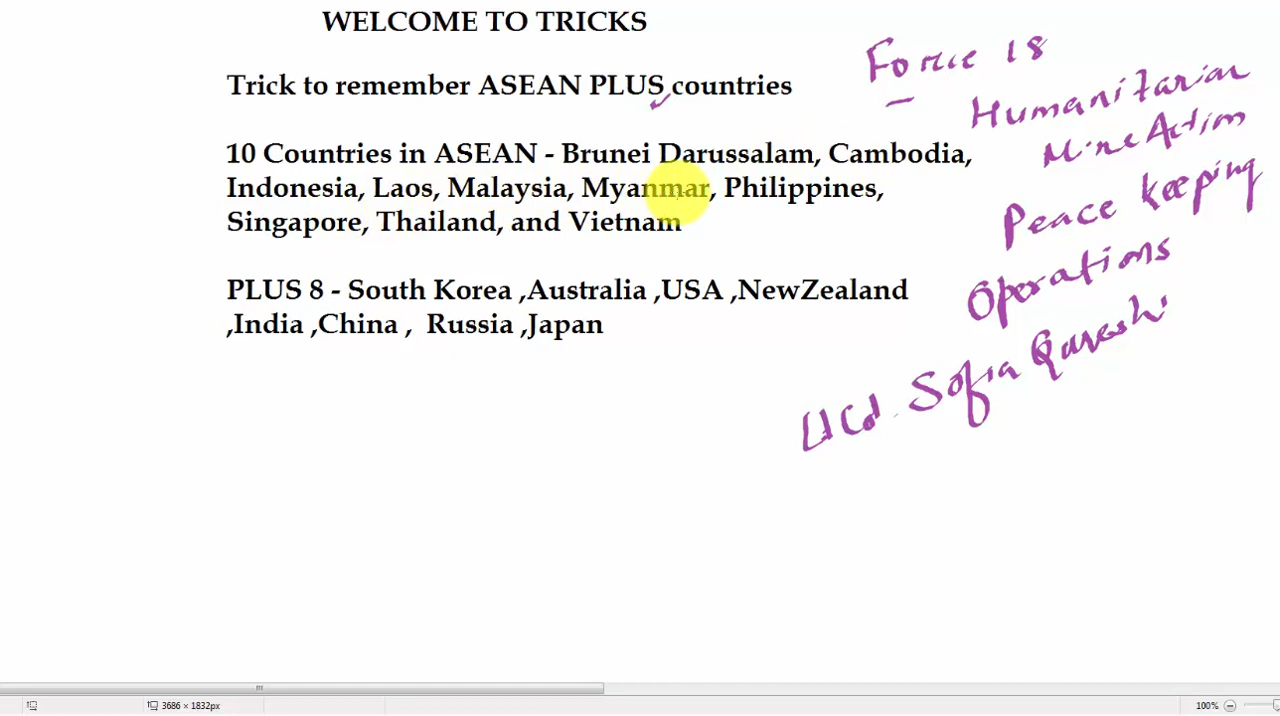 WELCOME TO TRICKS
Trick to remember ASEAN PLUS countries
10 Countries in ASEAN - Brunei Darussalam, Cambodia,
Indonesia, Laos, Malaysia, Myanmar, Philippines,
Singapore, Thailand, and Vietnam
PLUS 8 - South Korea ,Australia ,USA ,NewZealand
,India ,China , Russia ,Japan
Force 18
Humanitarian
Mine Action
Peace keeping
Operations
Sofia Qureshi
3686 × 1832px
100%